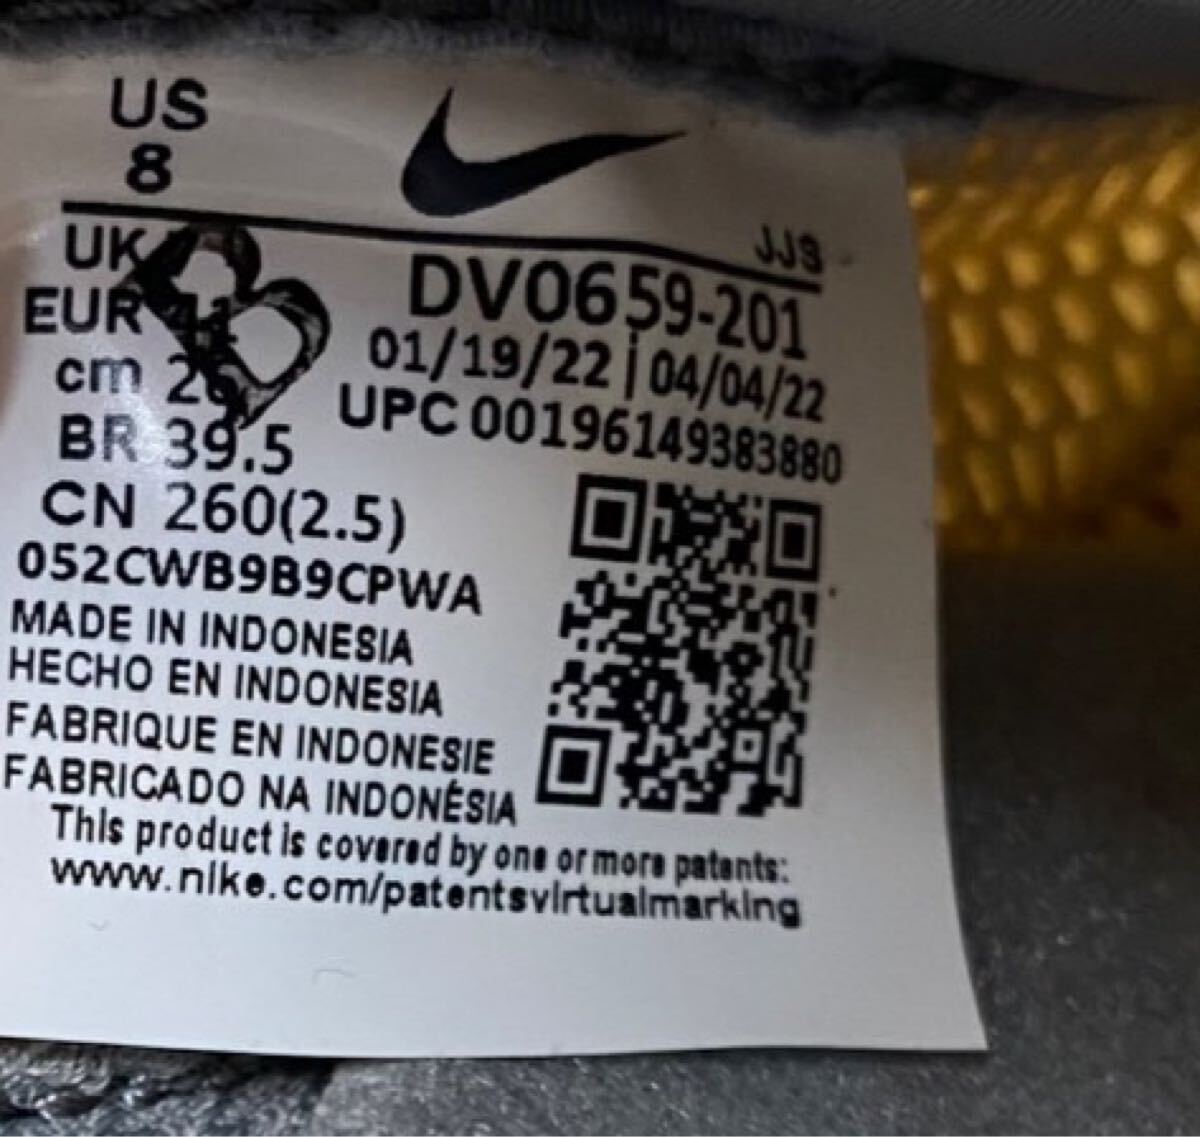 US
8
JJS
UK
EUR 41
cm 26
BR 39.5
CN 260(2.5)
DV0659-201
01/19/22 | 04/04/22
UPC 00196149383880
052CWB9B9CPWA
MADE IN INDONESIA
HECHO EN INDONESIA
FABRIQUE EN INDONESIE
FABRICADO NA INDONÉSIA
This product is covered by one or more patents:
www.nike.com/patentsvirtualmarking